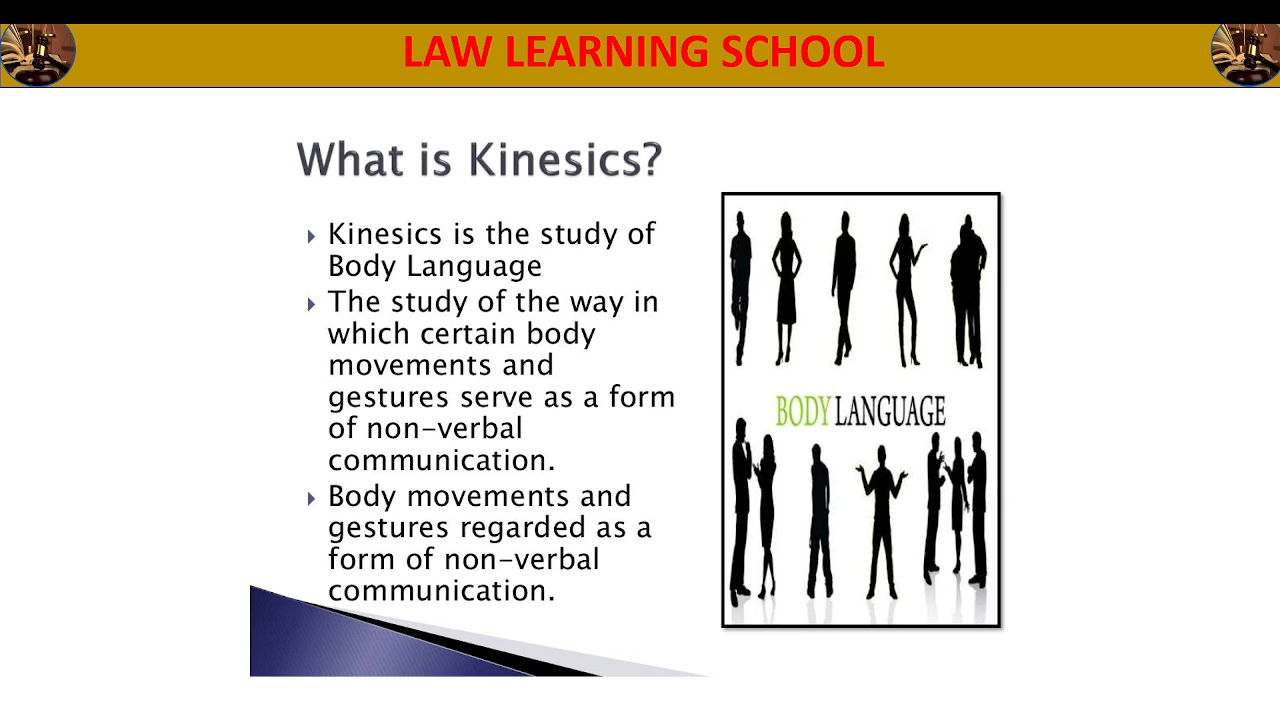 LAW LEARNING SCHOOL
What is Kinesics?
Kinesics is the study of
Body Language
The study of the way in
which certain body
movements and
gestures serve as a form
of non-verbal
communication.
Body movements and
gestures regarded as a
form of non-verbal
communication.
BODY LANGUAGE